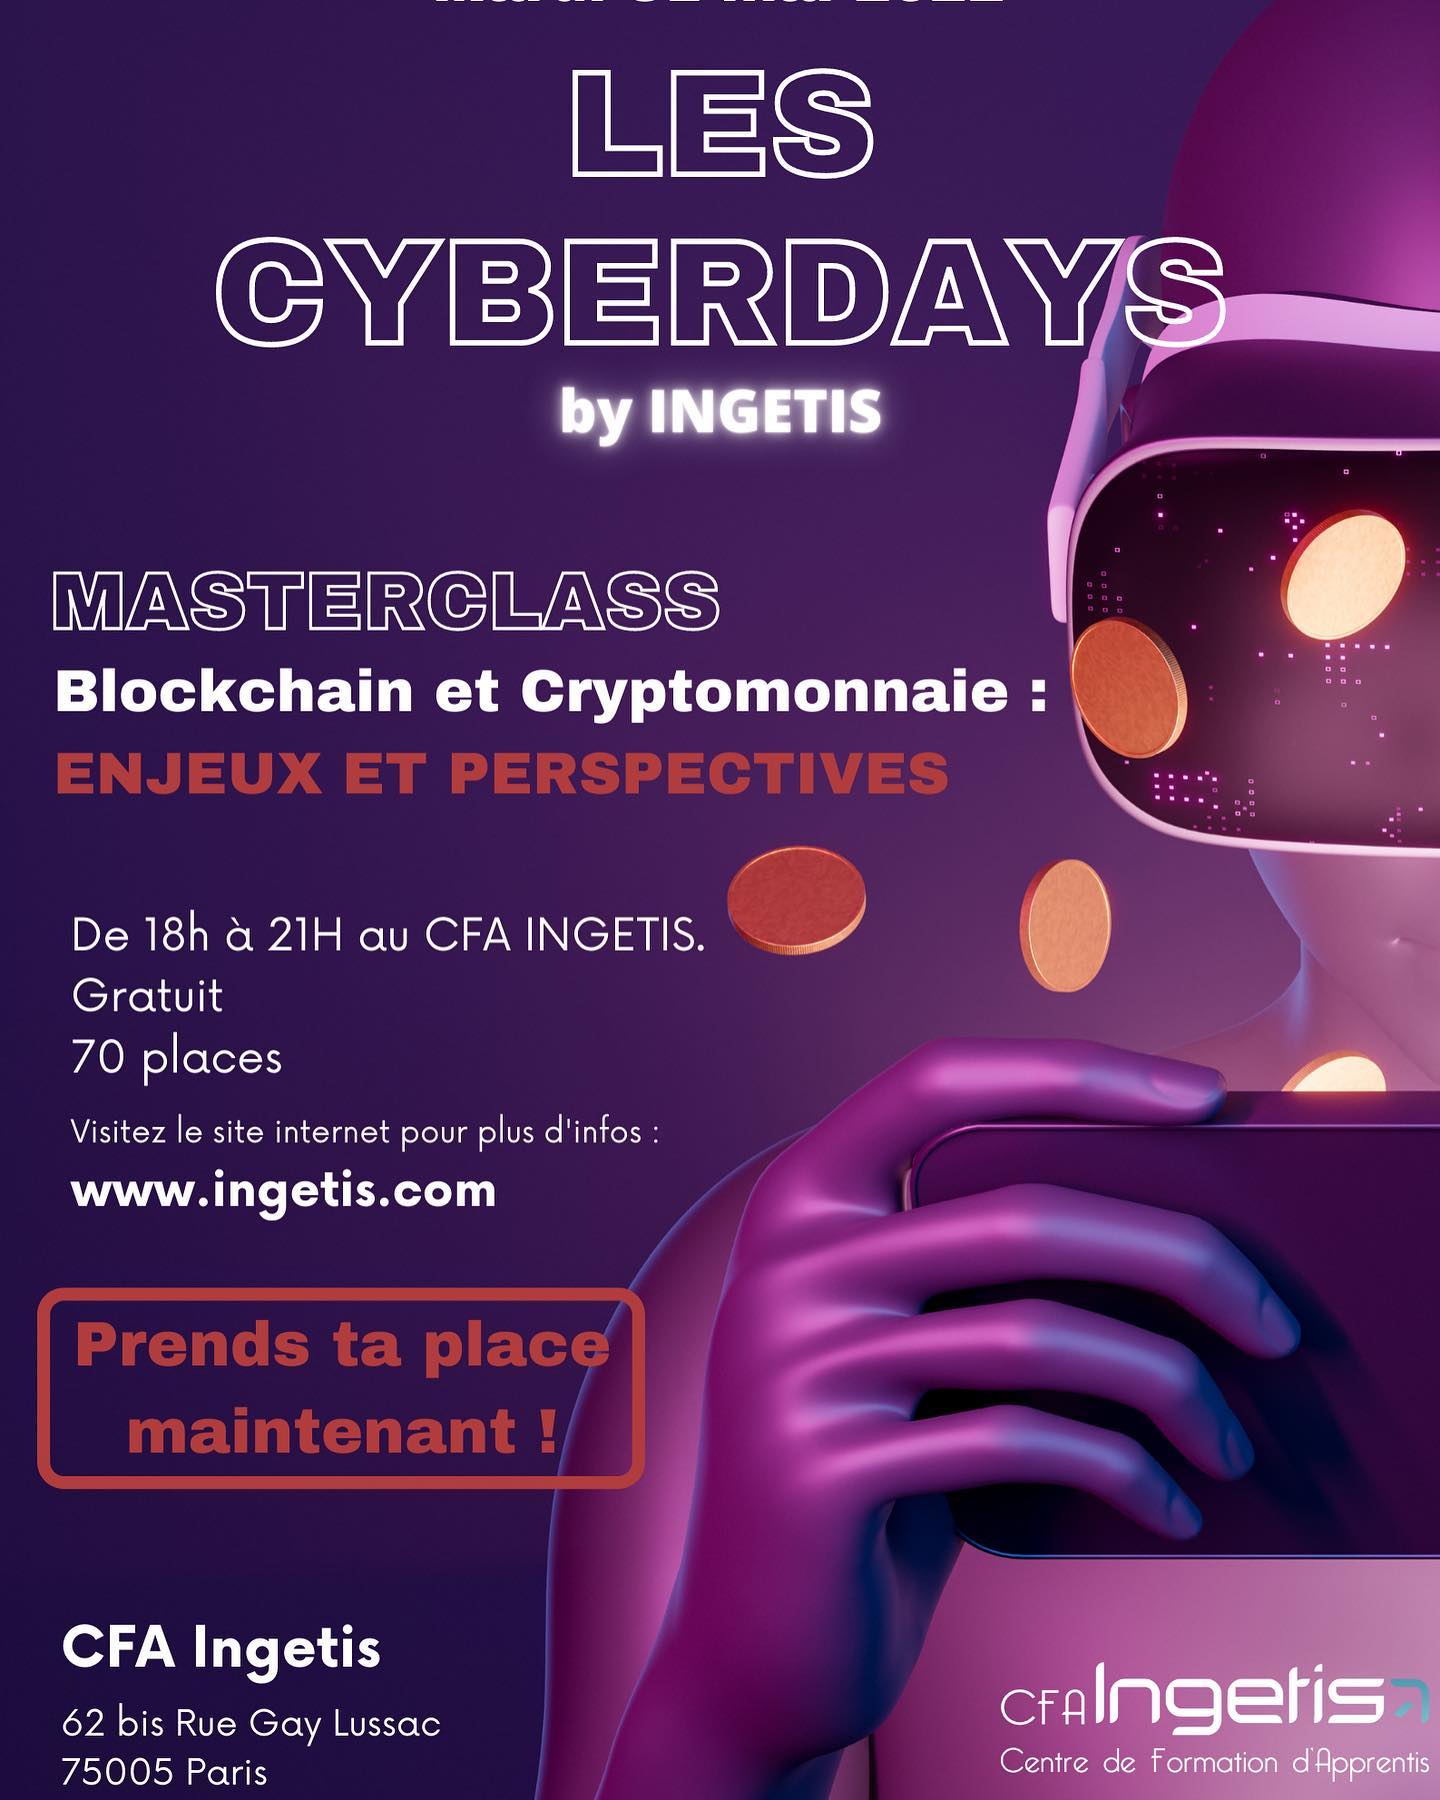 LES
CYBERDAYS
by INGETIS
MASTERCLASS
Blockchain et Cryptomonnaie :
ENJEUX ET PERSPECTIVES
De 18h à 21H au CFA INGETIS.
Gratuit
70 places
Visitez le site internet pour plus d'infos :
www.ingetis.com
Prends ta place
maintenant !
CFA Ingetis
62 bis Rue Gay Lussac
75005 Paris
CFA Ingetis
Centre de Formation d'Apprentis